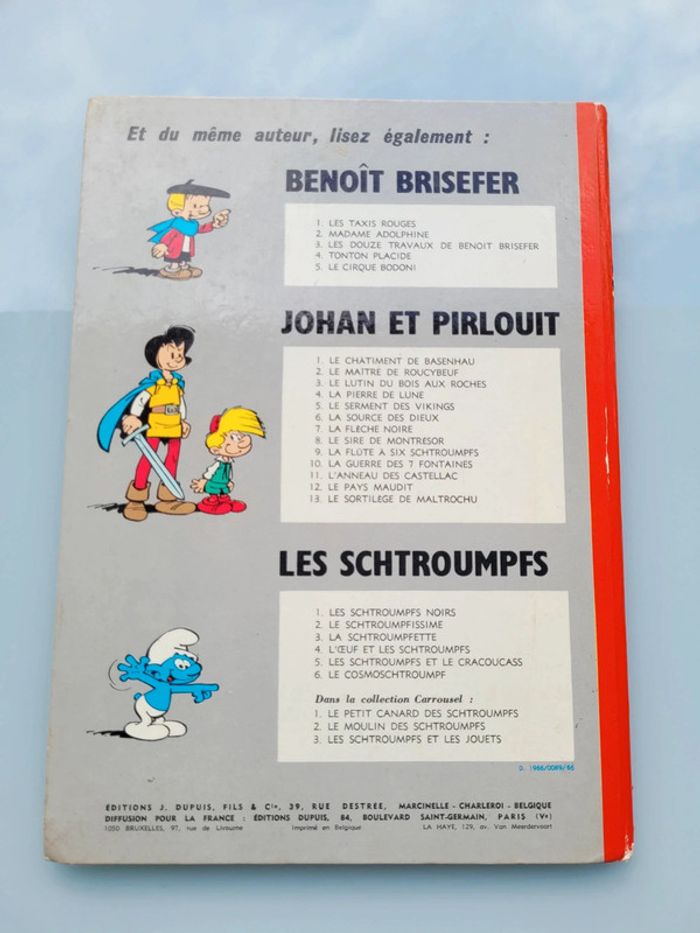 Et du même auteur, lisez également :
BENOÎT BRISEFER
1. LES TAXIS ROUGES
2. MADAME ADOLPHINE
3. LES DOUZE TRAVAUX DE BENOIT BRISEFER
4. TONTON PLACIDE
5. LE CIRQUE BODONI
JOHAN ET PIRLOUIT
1. LE CHÂTIMENT DE BASENHAU
2. LE MAÎTRE DE ROUCYBEUF
3. LE LUTIN DU BOIS AUX ROCHES
4. LA PIERRE DE LUNE
5. LE SERMENT DES VIKINGS
6. LA SOURCE DES DIEUX
7. LA FLÈCHE NOIRE
8. LE SIRE DE MONTRESOR
9. LA FLÛTE À SIX SCHTROUMPFS
10. LA GUERRE DES 7 FONTAINES
11. L'ANNEAU DES CASTELLAC
12. LE PAYS MAUDIT
13. LE SORTILÈGE DE MALTROCHU
LES SCHTROUMPFS
1. LES SCHTROUMPFS NOIRS
2. LE SCHTROUMPFISSIME
3. LA SCHTROUMPFETTE
4. L'ŒUF ET LES SCHTROUMPFS
5. LES SCHTROUMPFS ET LE CRACOUCASS
6. LE COSMOSCHTROUMPF
Dans la collection Carrousel :
1. LE PETIT CANARD DES SCHTROUMPFS
2. LE MOULIN DES SCHTROUMPFS
3. LES SCHTROUMPFS ET LES JOUETS
D. 1966/0089/66
ÉDITIONS J. DUPUIS, FILS & Cie, 39, RUE DESTRÉE, MARCINELLE - CHARLEROI - BELGIQUE
DIFFUSION POUR LA FRANCE : ÉDITIONS DUPUIS, 84, BOULEVARD SAINT-GERMAIN, PARIS (Ve)
1050 BRUXELLES, 97, rue de Livourne Imprimé en Belgique LA HAYE, 129, av. Van Meerdervoort